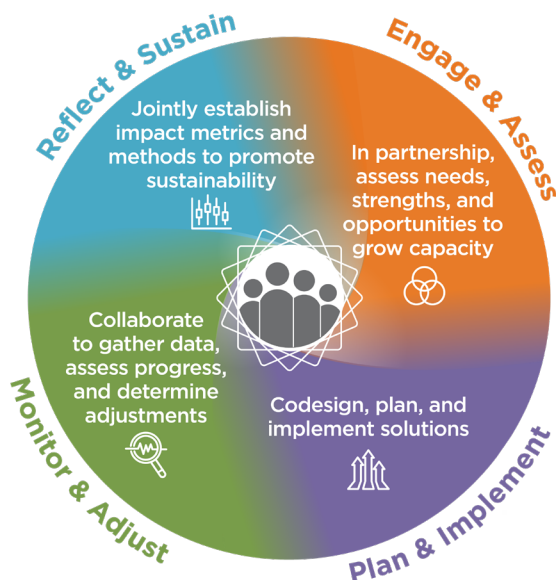 Engage & Assess
In partnership,
assess needs,
strengths, and
opportunities to
grow capacity
Plan & Implement
Codesign, plan, and
implement solutions
Monitor & Adjust
Collaborate
to gather data,
assess progress,
and determine
adjustments
Reflect & Sustain
Jointly establish
impact metrics and
methods to promote
sustainability